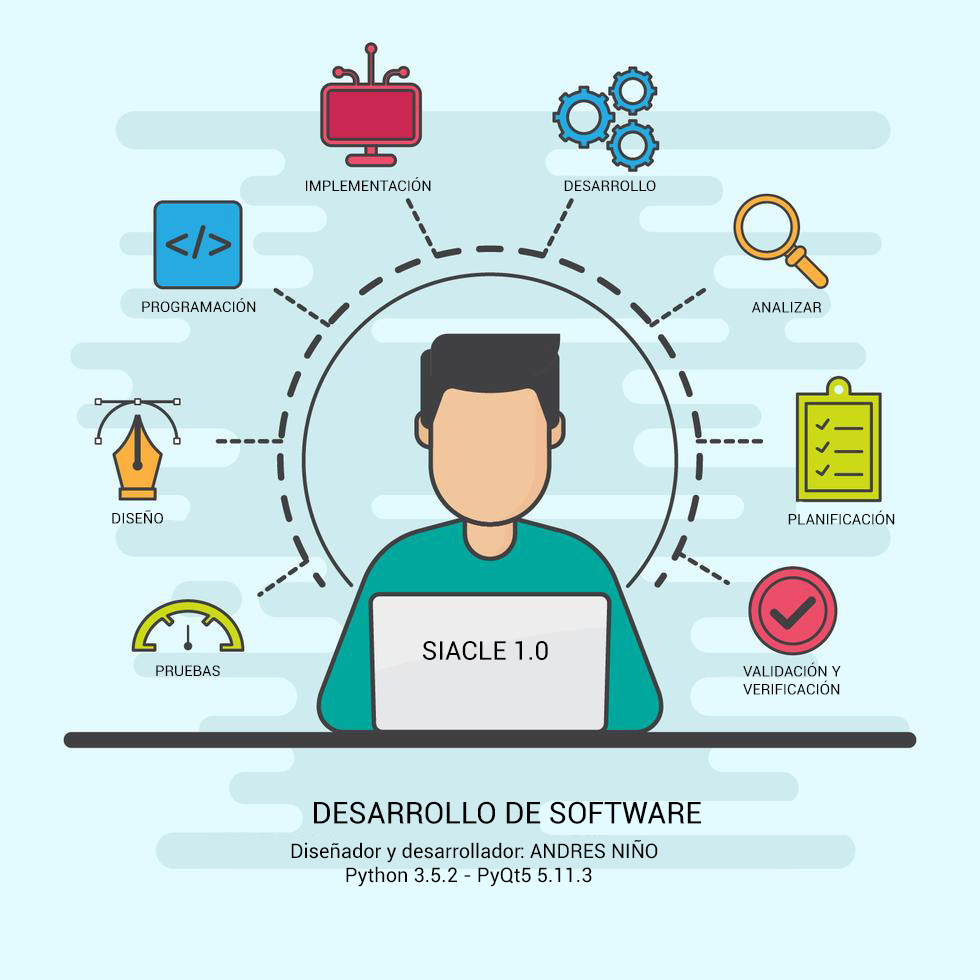 IMPLEMENTACIÓN
DESARROLLO
PROGRAMACIÓN
ANALIZAR
DISEÑO
PLANIFICACIÓN
PRUEBAS
VALIDACIÓN Y
VERIFICACIÓN
SIACLE 1.0
DESARROLLO DE SOFTWARE
Diseñador y desarrollador: ANDRES NIÑO
Python 3.5.2 - PyQt5 5.11.3